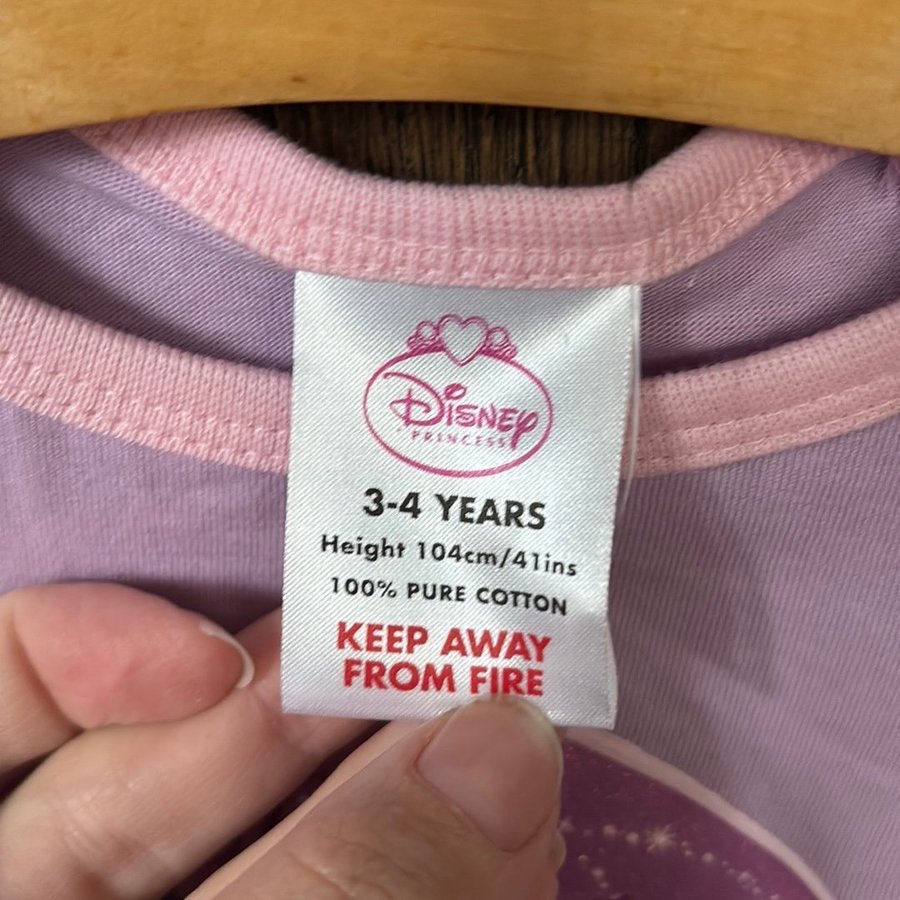 Disney
PRINCESS
3-4 YEARS
Height 104cm/41ins
100% PURE COTTON
KEEP AWAY
FROM FIRE